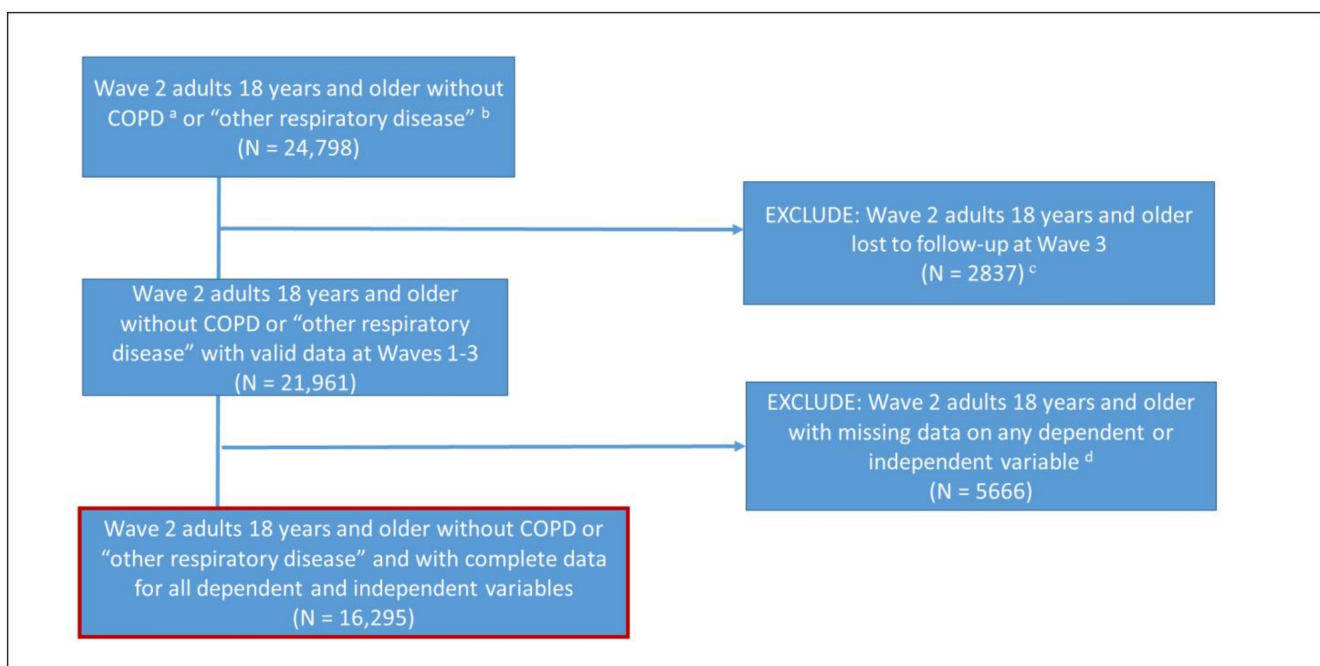 Wave 2 adults 18 years and older without
COPD ᵃ or “other respiratory disease” ᵇ
(N = 24,798)
EXCLUDE: Wave 2 adults 18 years and older
lost to follow-up at Wave 3
(N = 2837) ᶜ
Wave 2 adults 18 years and older
without COPD or “other respiratory
disease” with valid data at Waves 1-3
(N = 21,961)
EXCLUDE: Wave 2 adults 18 years and older
with missing data on any dependent or
independent variable ᵈ
(N = 5666)
Wave 2 adults 18 years and older without COPD or
“other respiratory disease” and with complete data
for all dependent and independent variables
(N = 16,295)